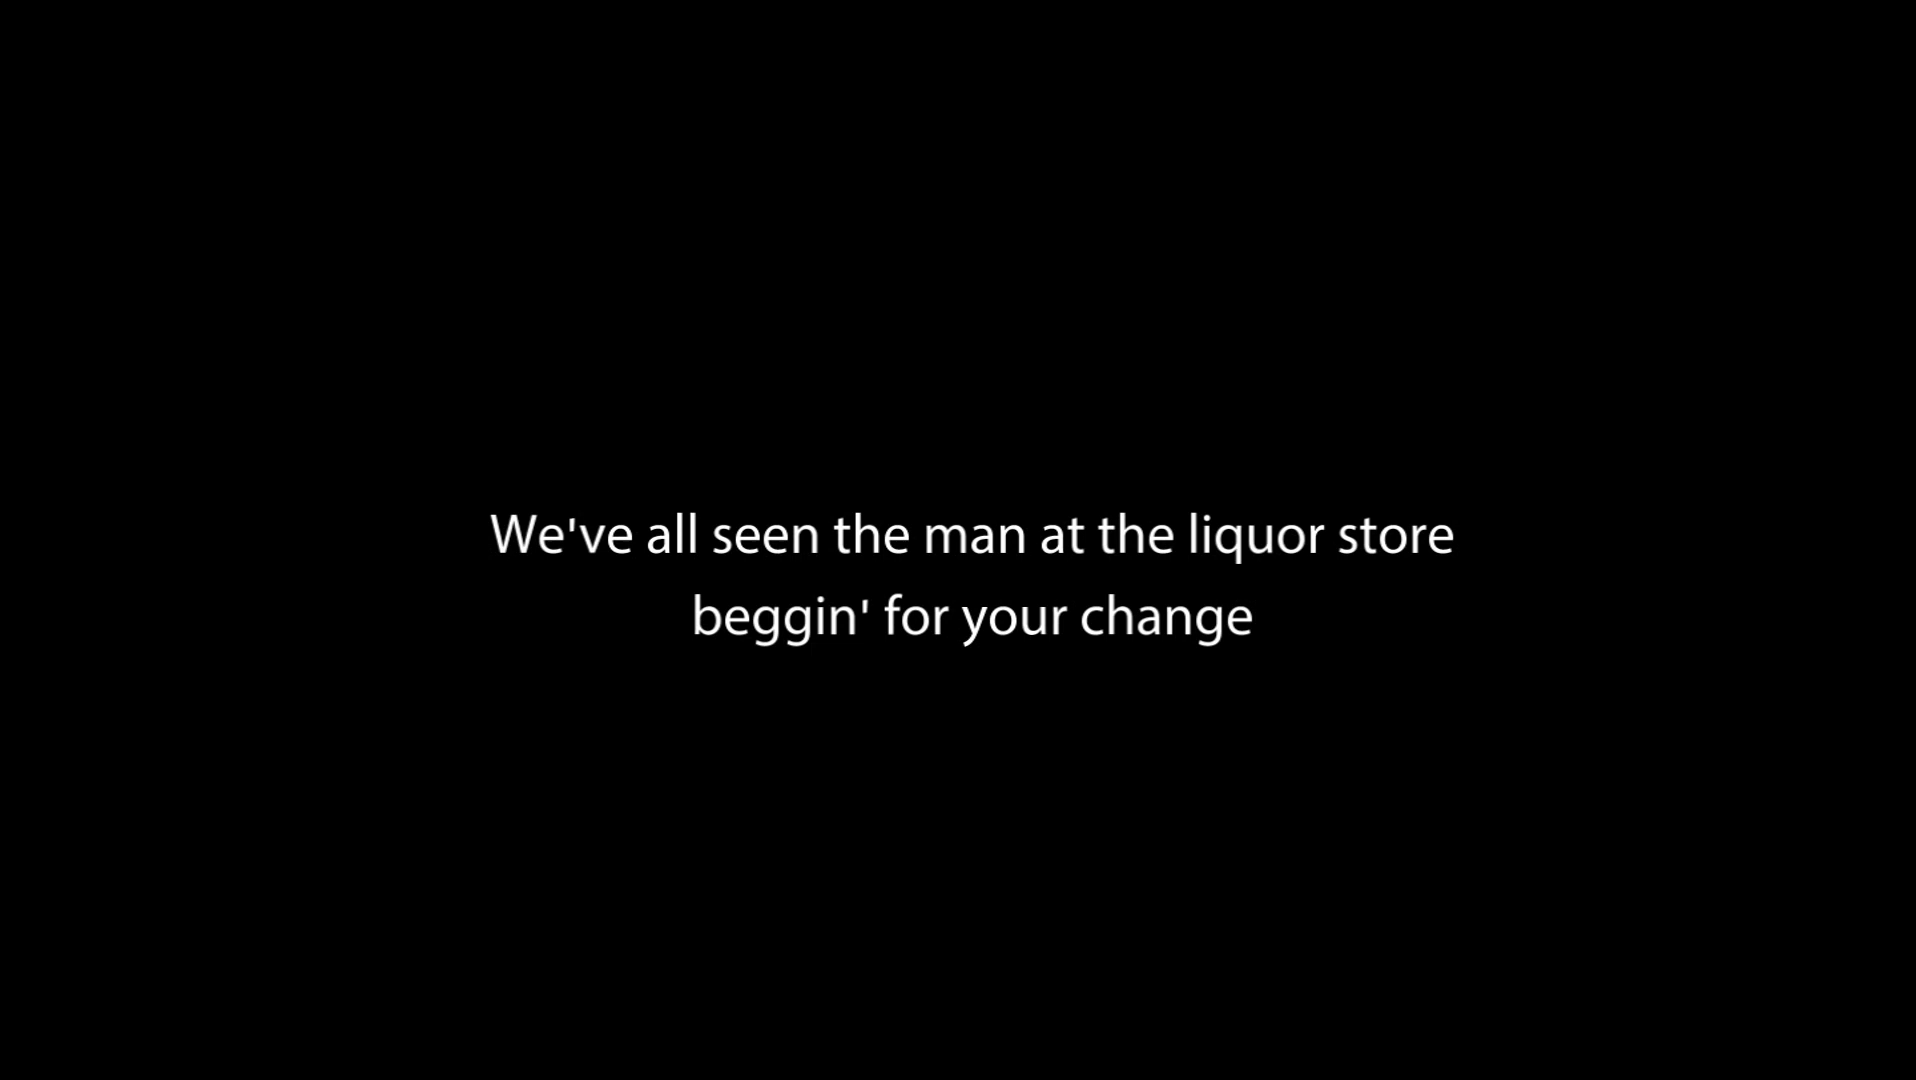 We've all seen the man at the liquor store
beggin' for your change